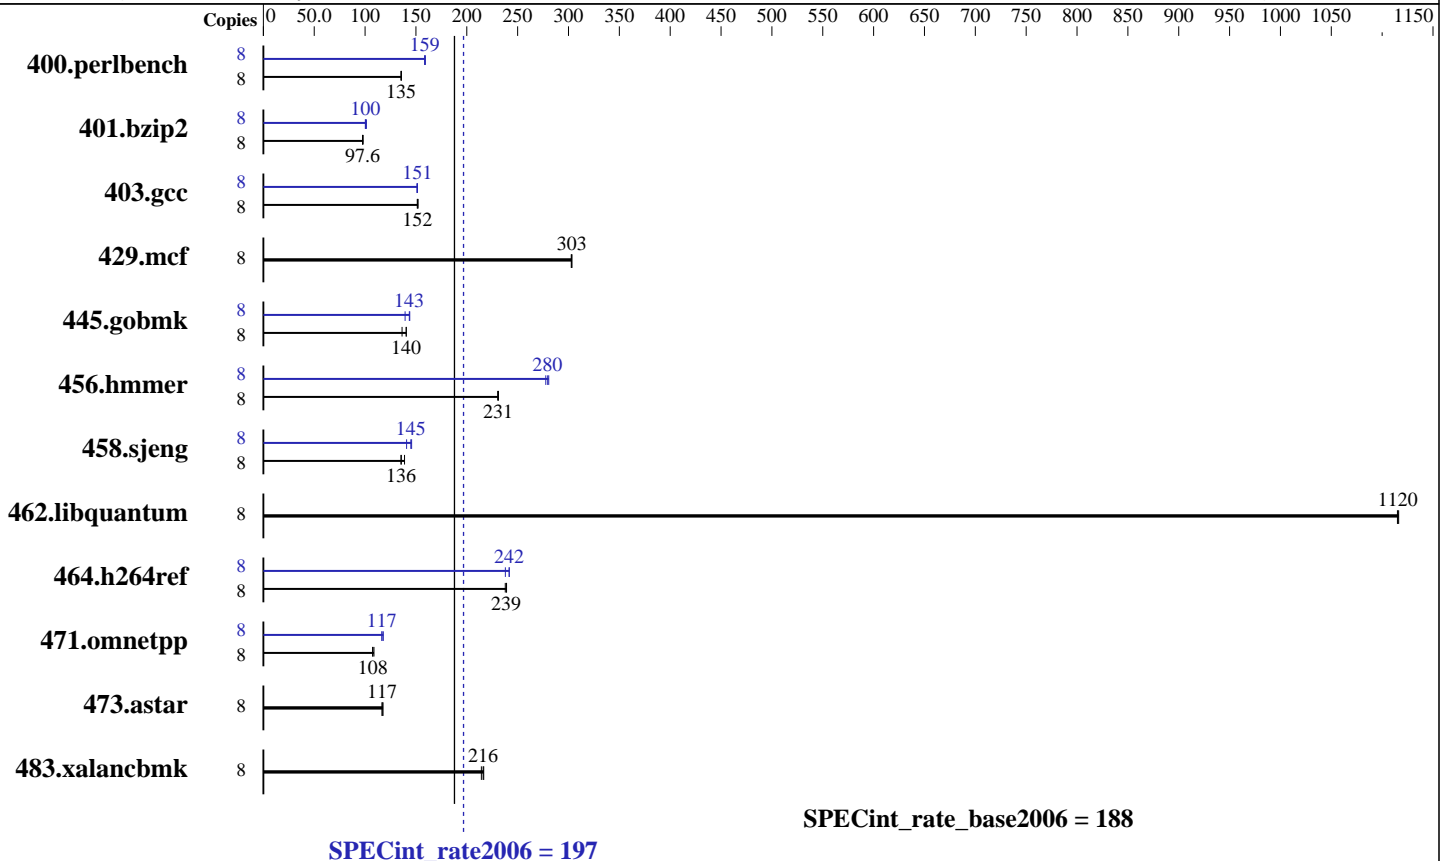 Copies 0 50.0 100 150 200 250 300 350 400 450 500 550 600 650 700 750 800 850 900 950 1000 1050 1150
400.perlbench 8 159
8 135
401.bzip2 8 100
8 97.6
403.gcc 8 151
8 152
429.mcf 8 303
445.gobmk 8 143
8 140
456.hmmer 8 280
8 231
458.sjeng 8 145
8 136
462.libquantum 8 1120
464.h264ref 8 242
8 239
471.omnetpp 8 117
8 108
473.astar 8 117
483.xalancbmk 8 216
SPECint_rate_base2006 = 188
SPECint_rate2006 = 197